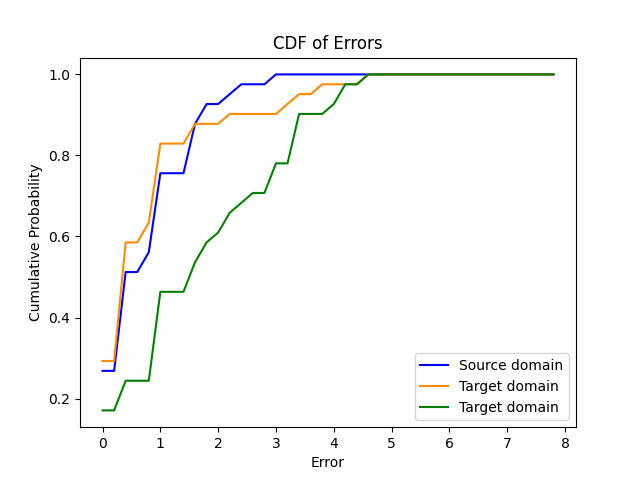 CDF of Errors
Cumulative Probability
1.0
0.8
0.6
0.4
0.2
0 1 2 3 4 5 6 7 8
Error
Source domain
Target domain
Target domain